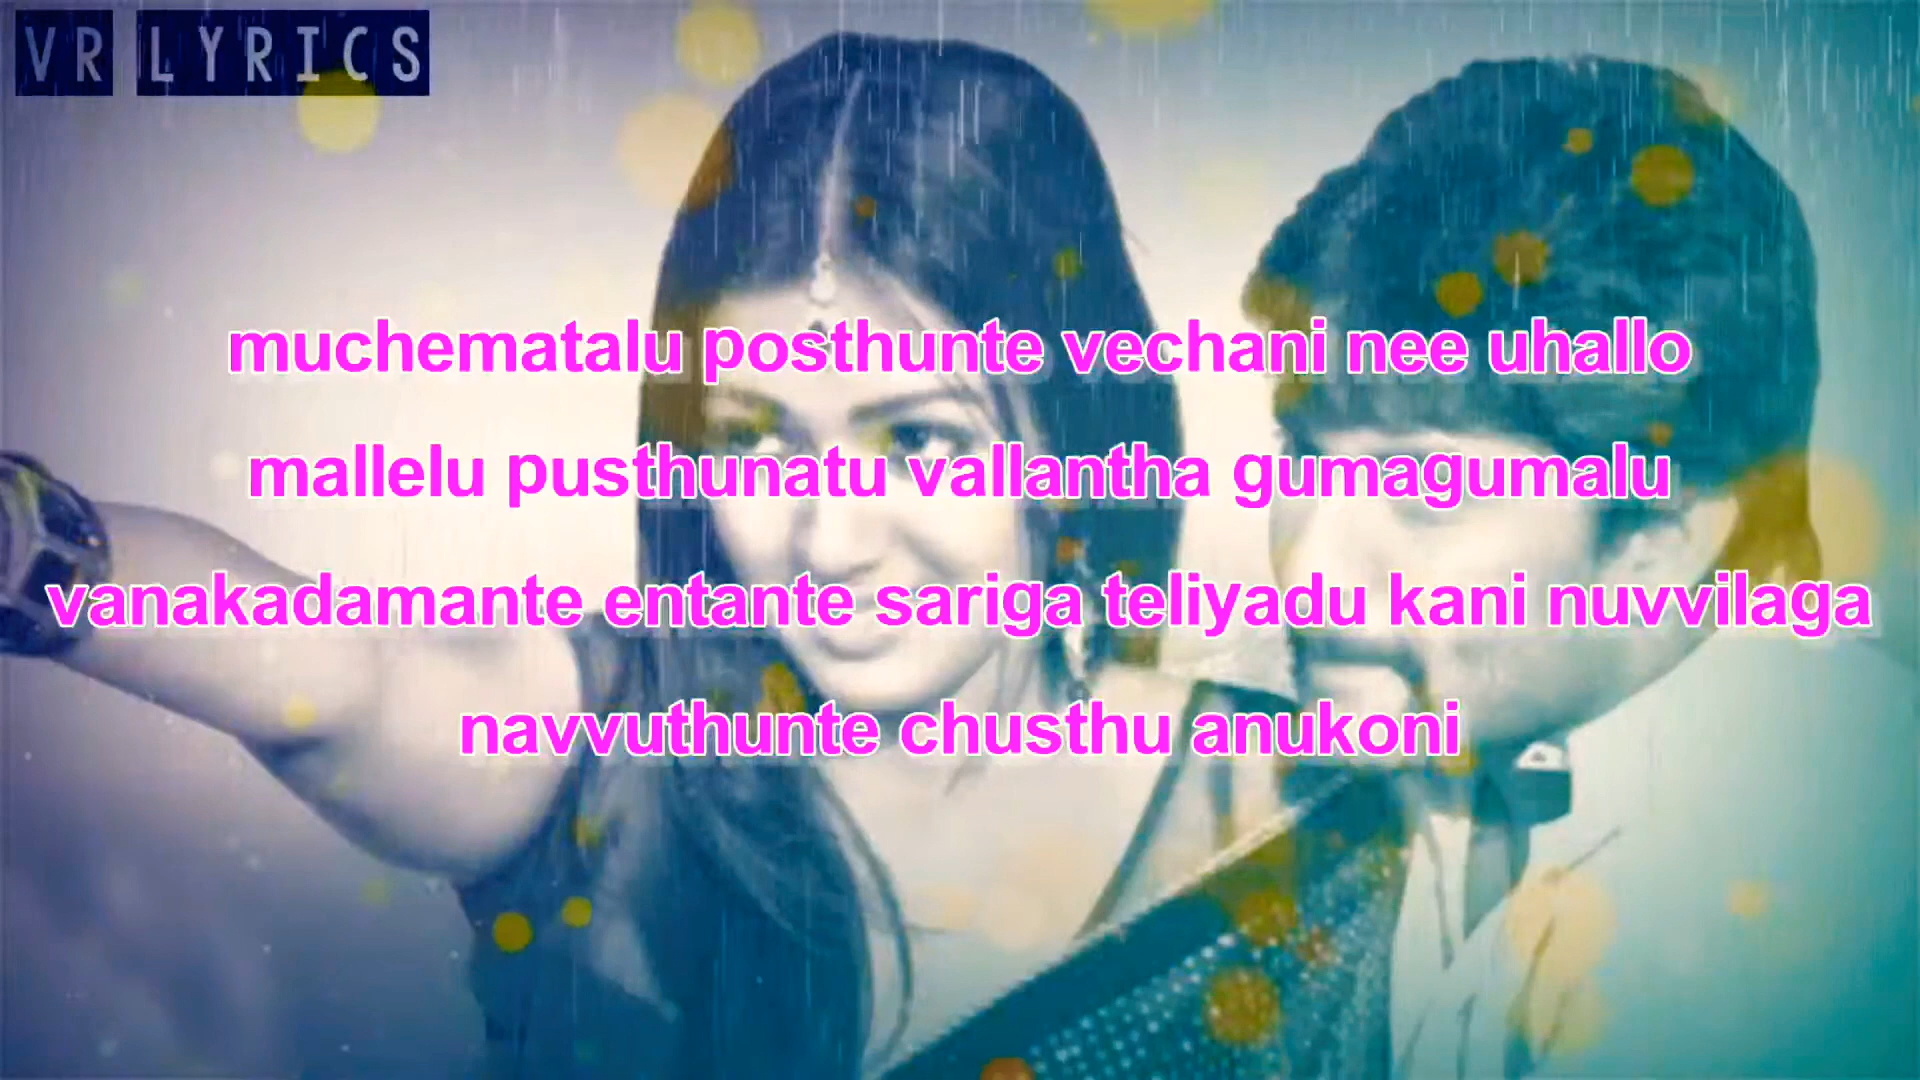 VR LYRICS
muchematalu posthunte vechani nee uhallo
mallelu pusthunatu vallantha gumagumalu
vanakadamante entante sariga teliyadu kani nuvvilaga
navvuthunte chusthu anukoni